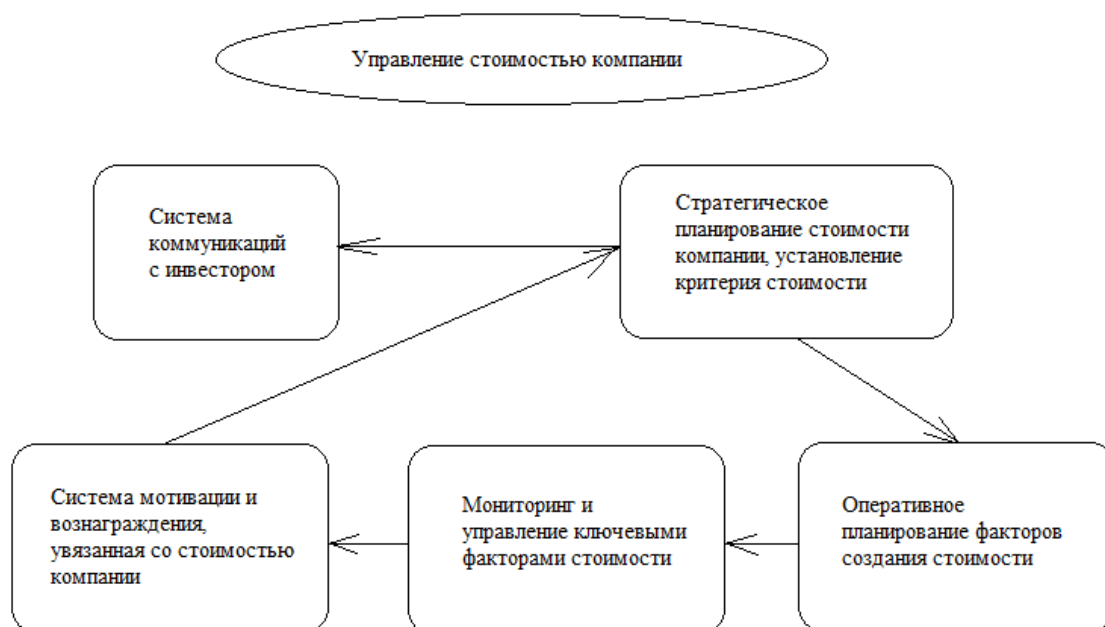 Управление стоимостью компании
Система
коммуникаций
с инвестором
Стратегическое
планирование стоимости
компании, установление
критерия стоимости
Система мотивации и
вознаграждения,
увязанная со стоимостью
компании
Мониторинг и
управление ключевыми
факторами стоимости
Оперативное
планирование факторов
создания стоимости